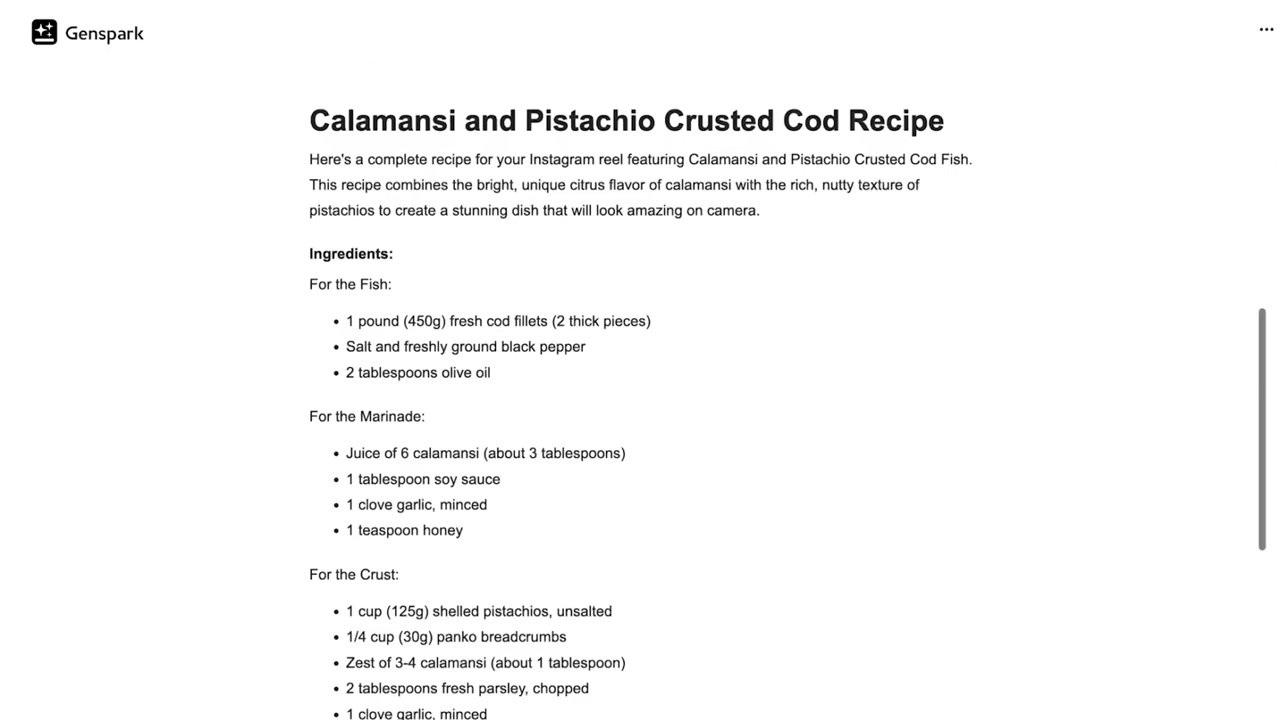 Genspark
Calamansi and Pistachio Crusted Cod Recipe
Here's a complete recipe for your Instagram reel featuring Calamansi and Pistachio Crusted Cod Fish.
This recipe combines the bright, unique citrus flavor of calamansi with the rich, nutty texture of
pistachios to create a stunning dish that will look amazing on camera.
Ingredients:
For the Fish:
• 1 pound (450g) fresh cod fillets (2 thick pieces)
• Salt and freshly ground black pepper
• 2 tablespoons olive oil
For the Marinade:
• Juice of 6 calamansi (about 3 tablespoons)
• 1 tablespoon soy sauce
• 1 clove garlic, minced
• 1 teaspoon honey
For the Crust:
• 1 cup (125g) shelled pistachios, unsalted
• 1/4 cup (30g) panko breadcrumbs
• Zest of 3-4 calamansi (about 1 tablespoon)
• 2 tablespoons fresh parsley, chopped
• 1 clove garlic, minced